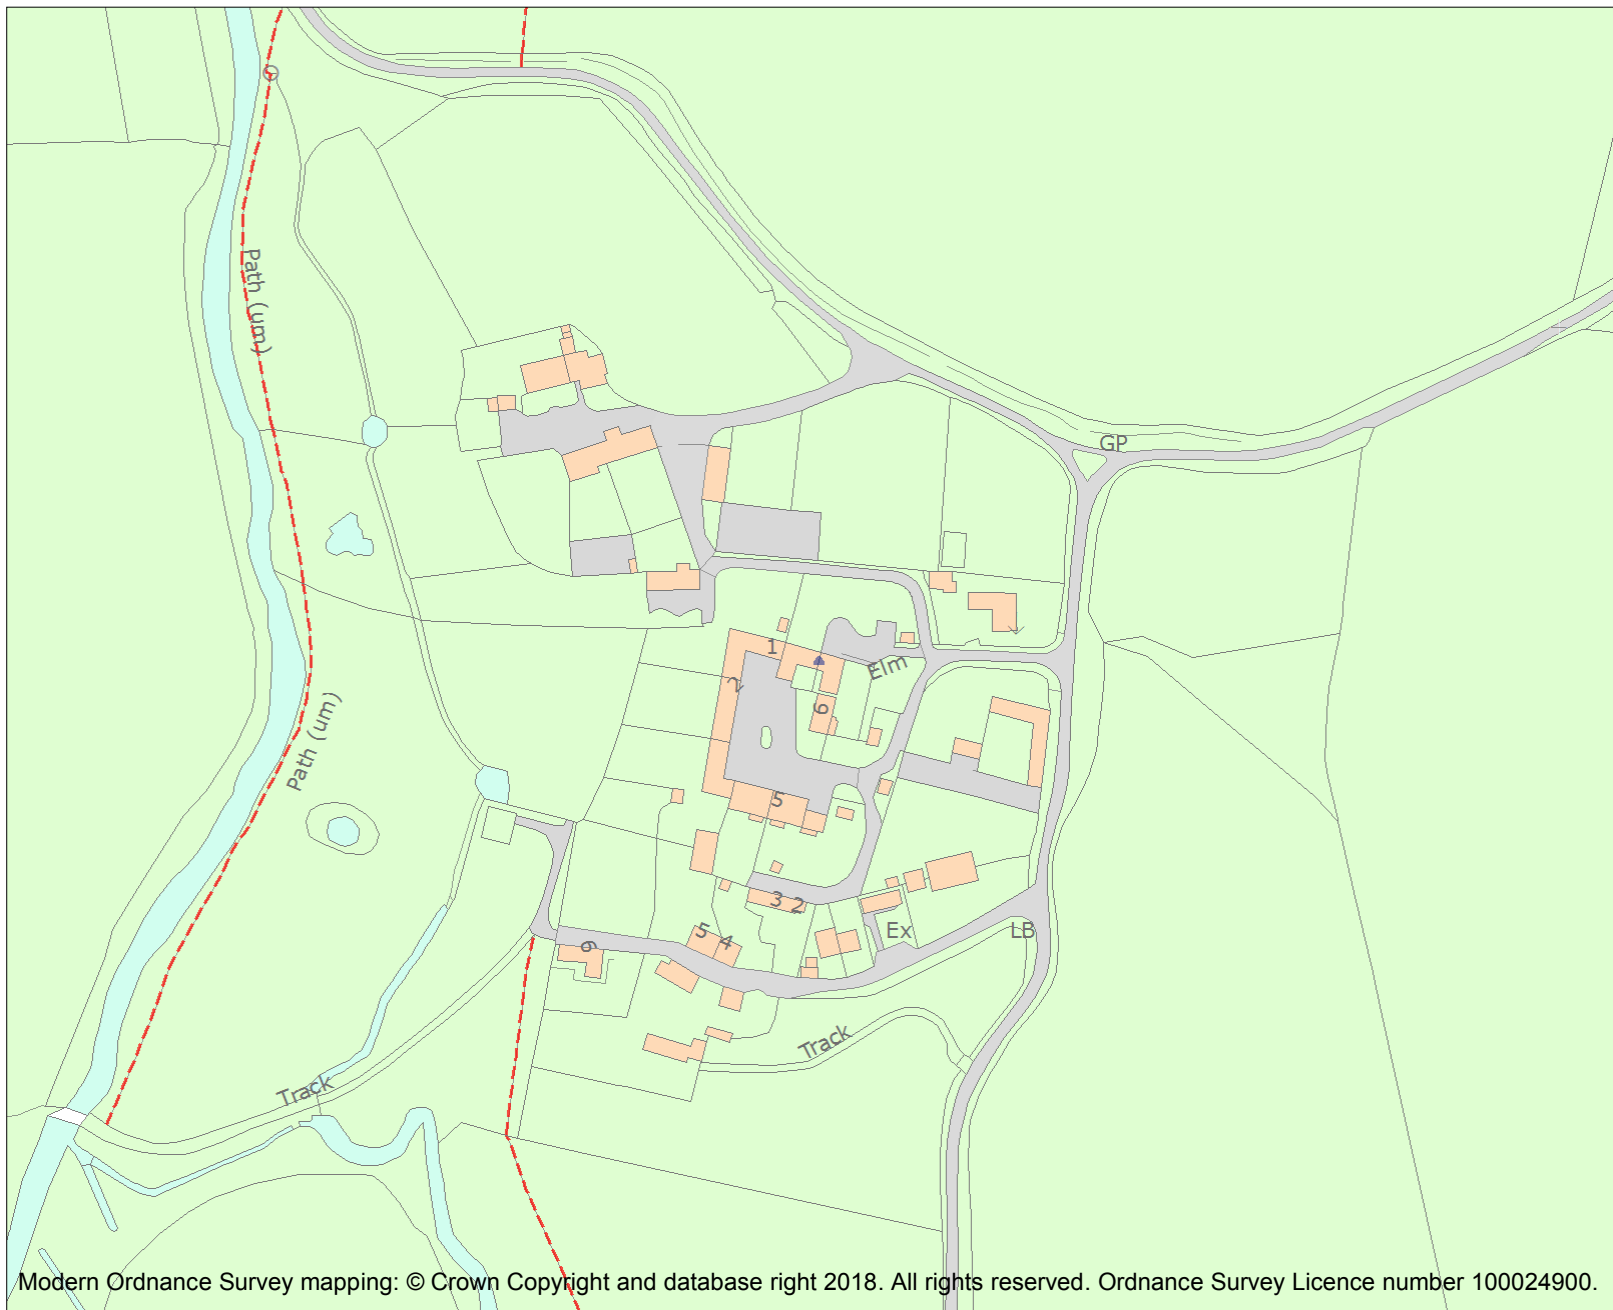 Path (um)
GP
1
2
Elm
6
Path (um)
5
3 2
5 4
6
Ex
LB
Track
Track
Modern Ordnance Survey mapping: © Crown Copyright and database right 2018. All rights reserved. Ordnance Survey Licence number 100024900.